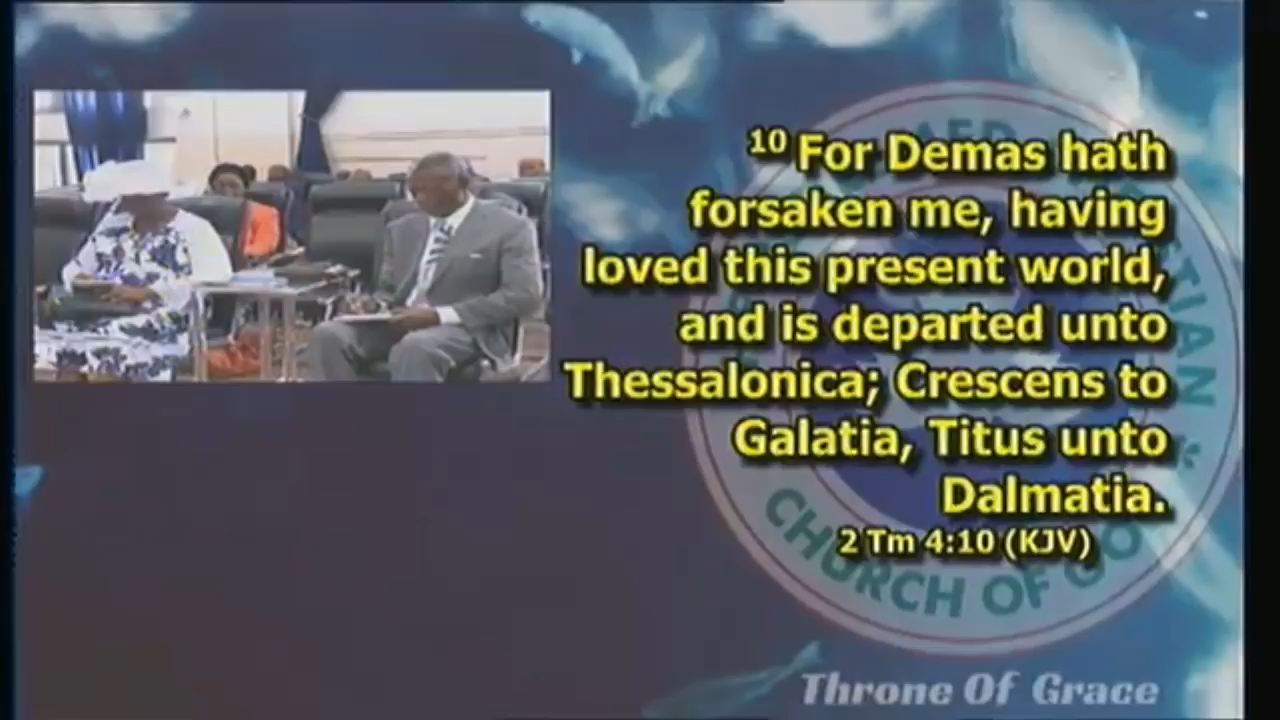 10 For Demas hath
forsaken me, having
loved this present world,
and is departed unto
Thessalonica; Crescens to
Galatia, Titus unto
Dalmatia.
2 Tm 4:10 (KJV)
CHURCH OF GO
Throne Of Grace